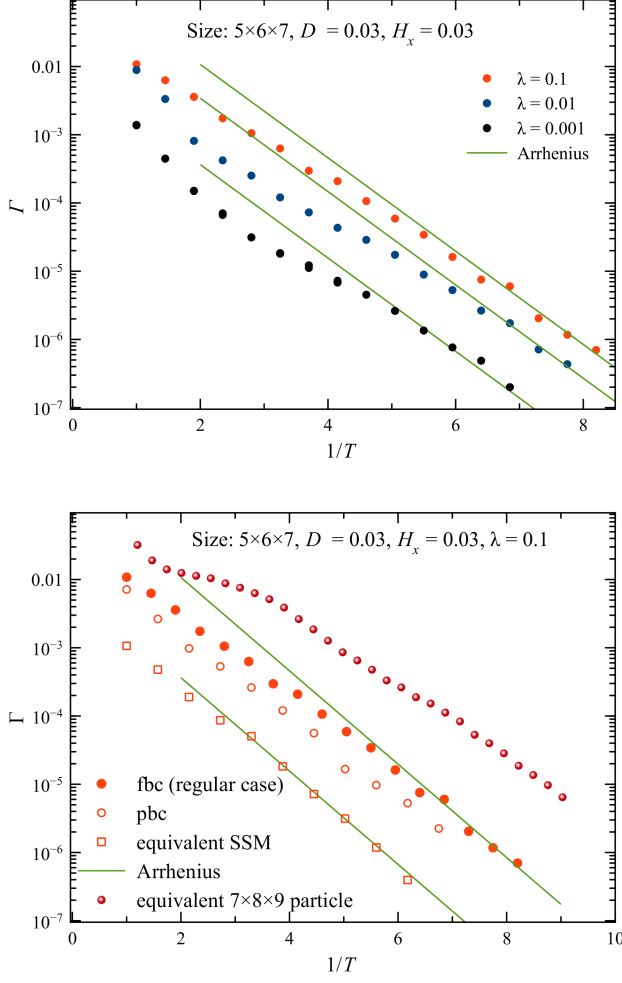 Size: 5×6×7, D = 0.03, Hₓ = 0.03
0.01
10⁻³
10⁻⁴
10⁻⁵
10⁻⁶
10⁻⁷
Γ
λ = 0.1
λ = 0.01
λ = 0.001
Arrhenius
0 2 4 6 8
1/T
Size: 5×6×7, D = 0.03, Hₓ = 0.03, λ = 0.1
0.01
10⁻³
10⁻⁴
10⁻⁵
10⁻⁶
10⁻⁷
Γ
fbc (regular case)
pbc
equivalent SSM
Arrhenius
equivalent 7×8×9 particle
0 2 4 6 8 10
1/T